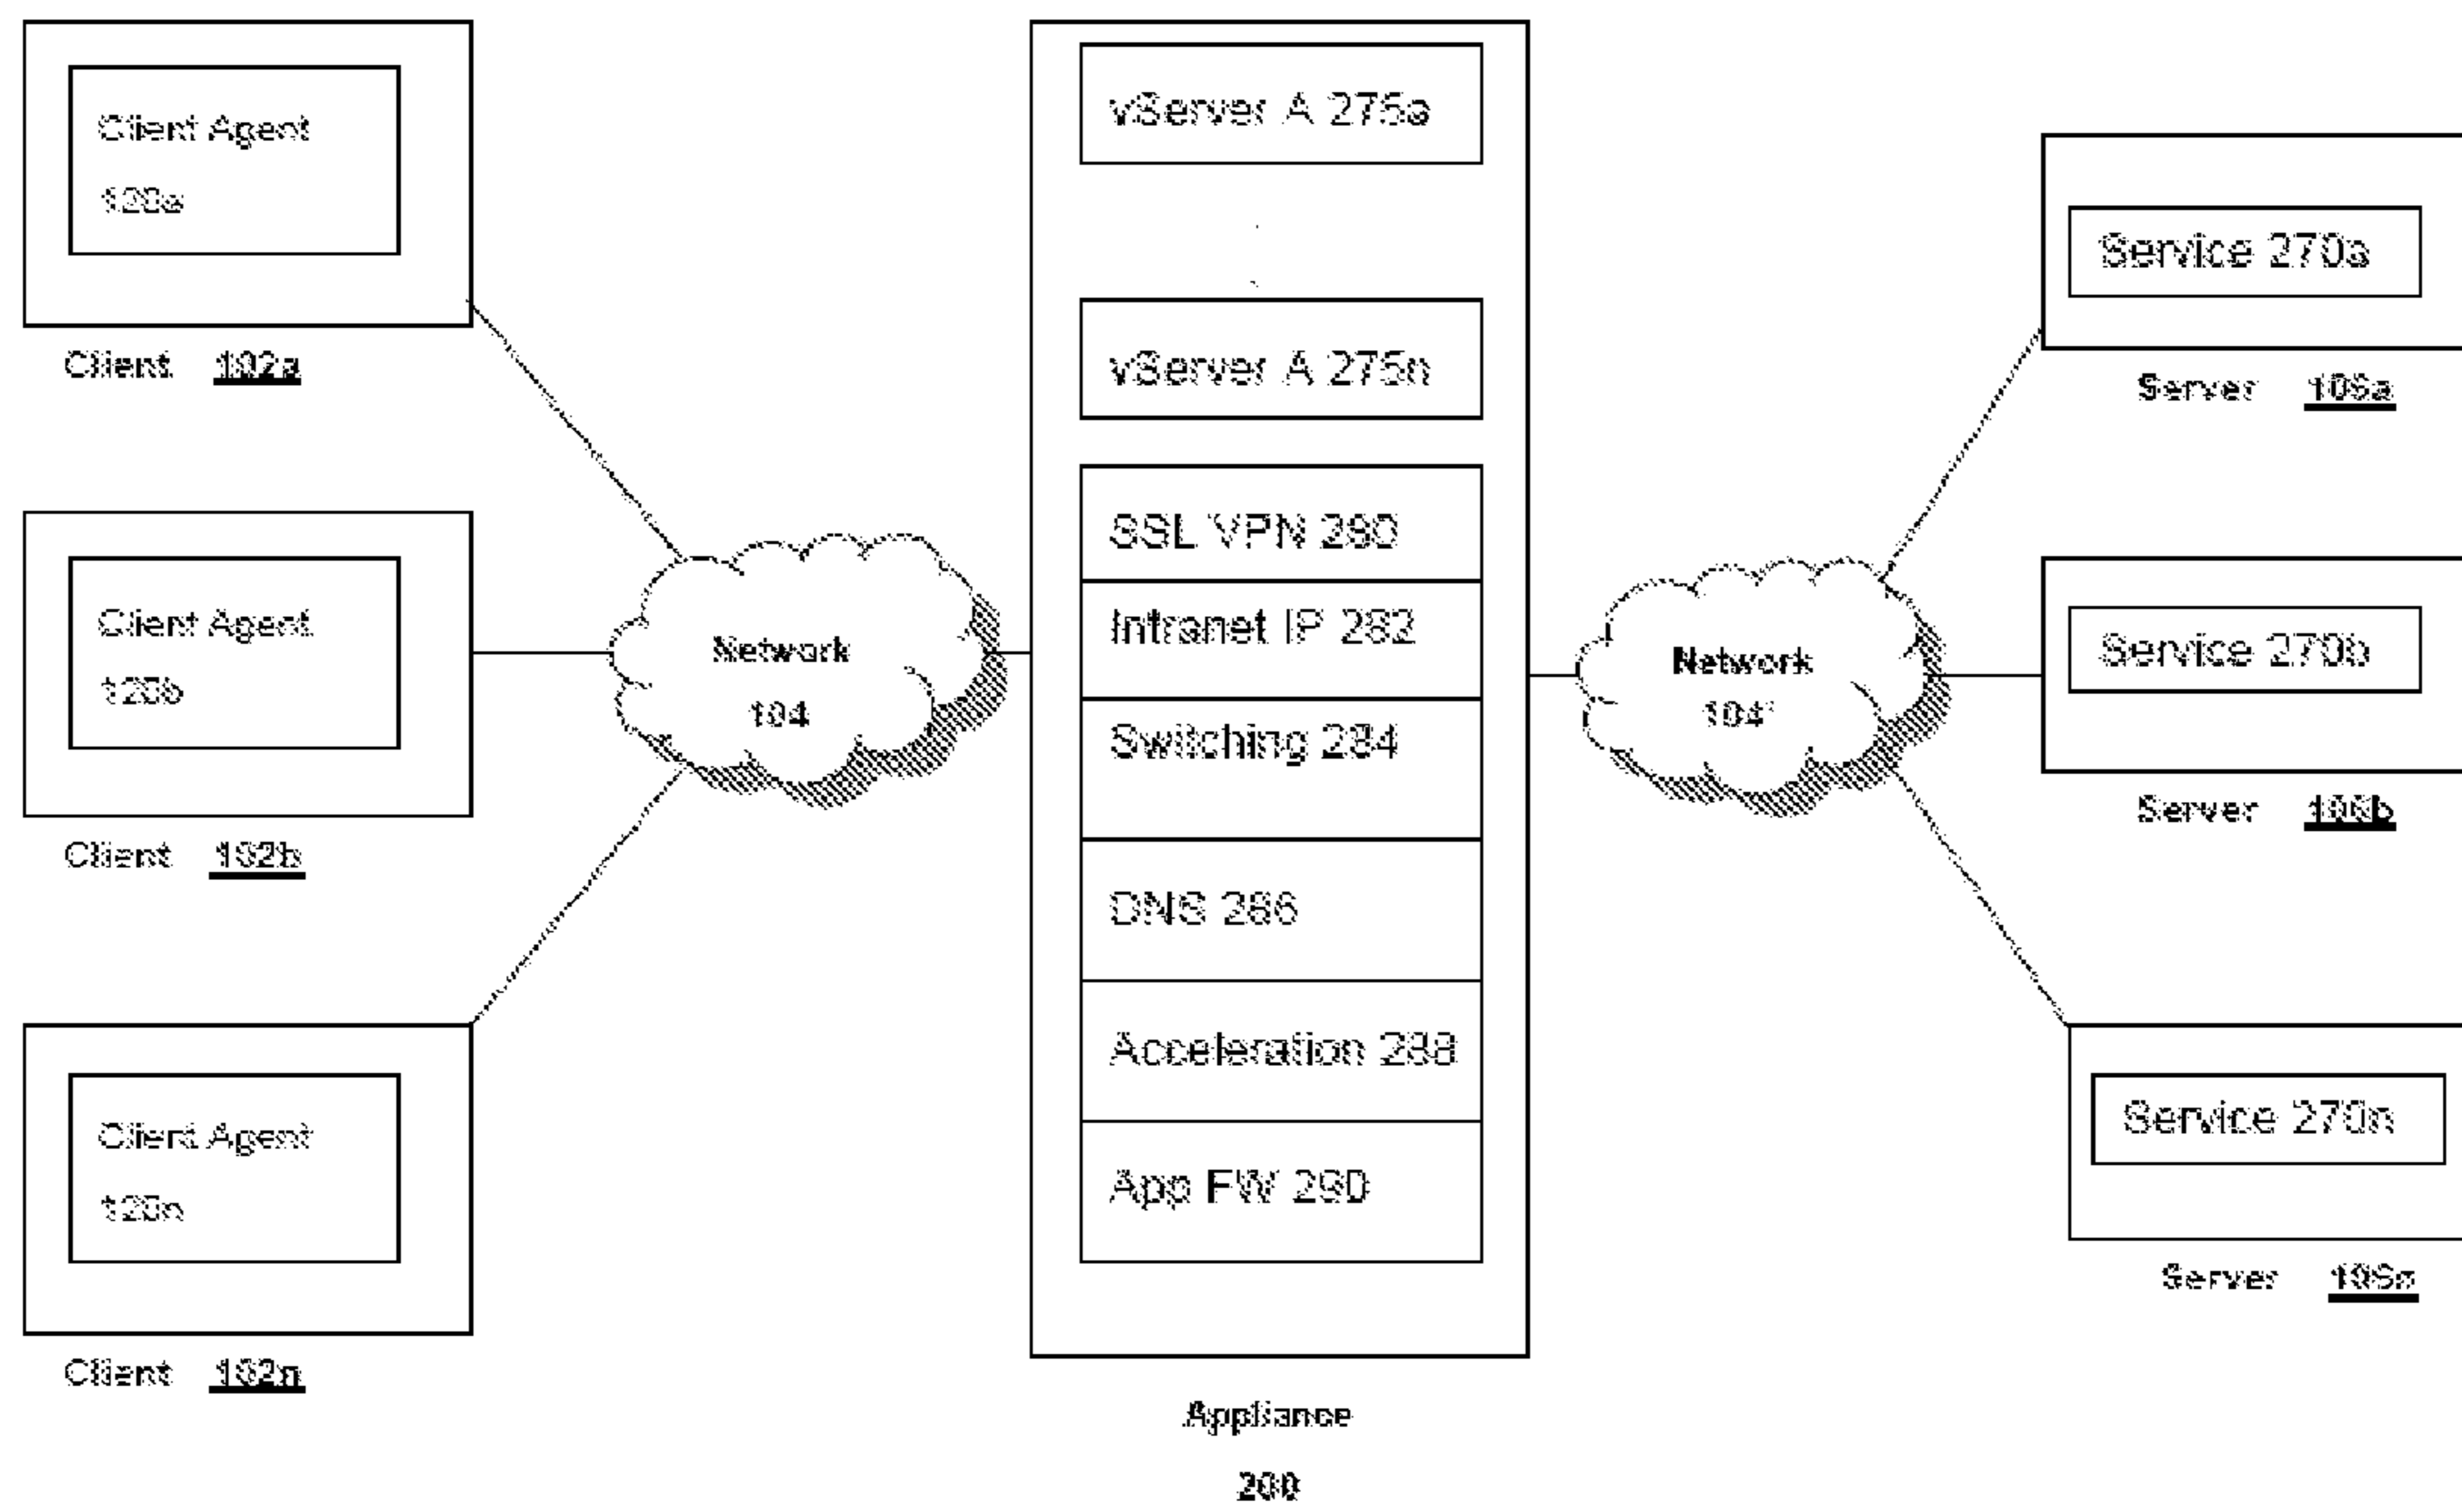 Client Agent
120a
Client 102a
Client Agent
120b
Client 102b
Client Agent
120n
Client 102n
Network
104
vServer A 275a
vServer A 275n
SSL VPN 280
Intranet IP 282
Switching 284
DNS 286
Acceleration 288
App FW 290
Appliance
200
Network
104'
Service 270a
Server 106a
Service 270b
Server 106b
Service 270n
Server 106n